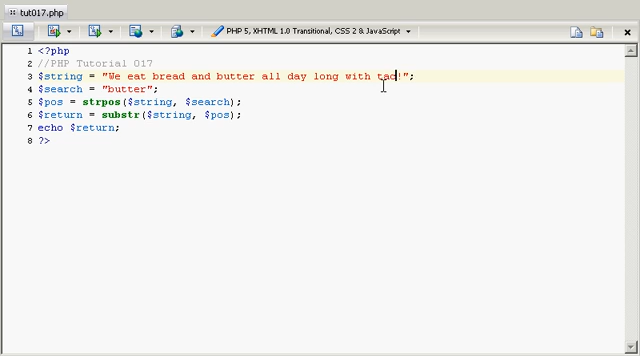 tut017.php
PHP 5, XHTML 1.0 Transitional, CSS 2 & JavaScript
1 <?php
2 //PHP Tutorial 017
3 $string = "We eat bread and butter all day long with tac!";
4 $search = "butter";
5 $pos = strpos($string, $search);
6 $return = substr($string, $pos);
7 echo $return;
8 ?>